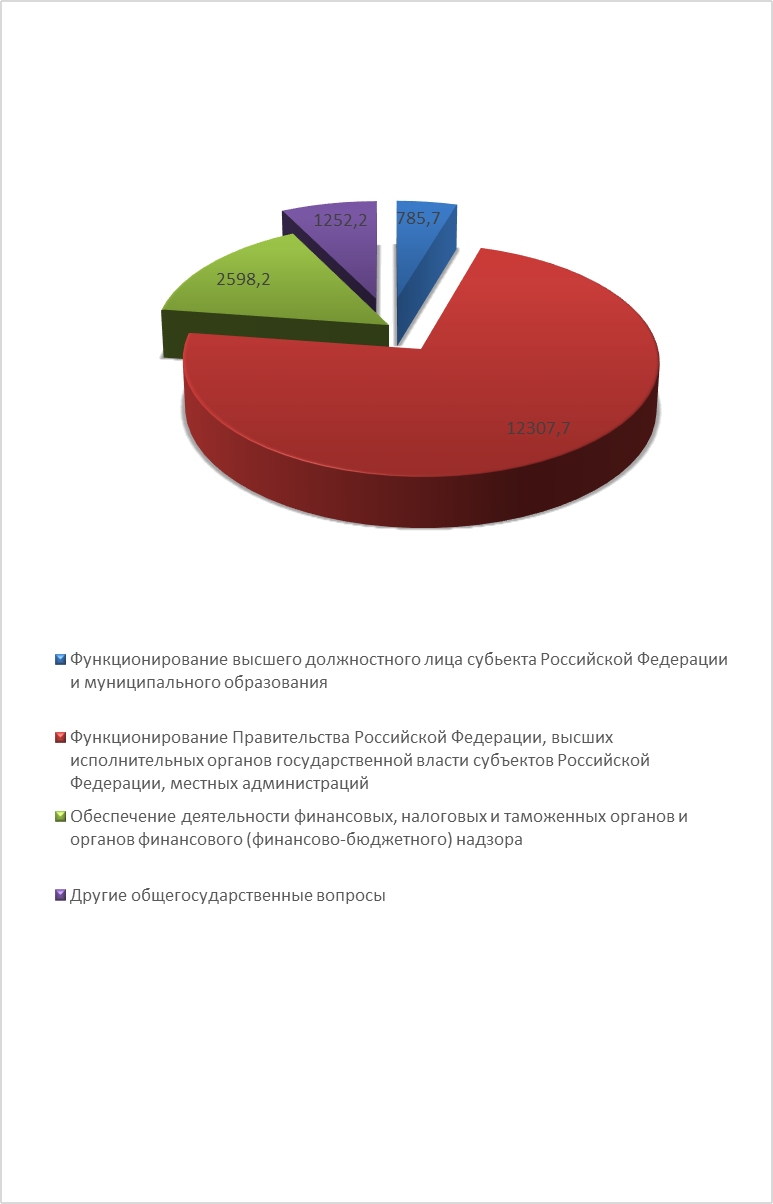 1252,2
785,7
2598,2
12307,7
Функционирование высшего должностного лица субьекта Российской Федерации
и муниципального образования
Функционирование Правительства Российской Федерации, высших
исполнительных органов государственной власти субъектов Российской
Федерации, местных администраций
Обеспечение деятельности финансовых, налоговых и таможенных органов и
органов финансового (финансово-бюджетного) надзора
Другие общегосударственные вопросы